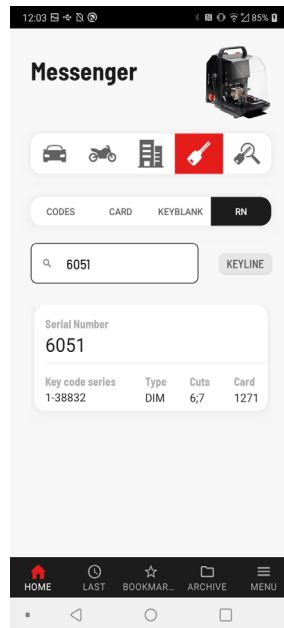 12:03 85%
Messenger
CODES CARD KEYBLANK RN
6051 KEYLINE
Serial Number
6051
Key code series Type Cuts Card
1-38832 DIM 6;7 1271
HOME LAST BOOKMAR... ARCHIVE MENU